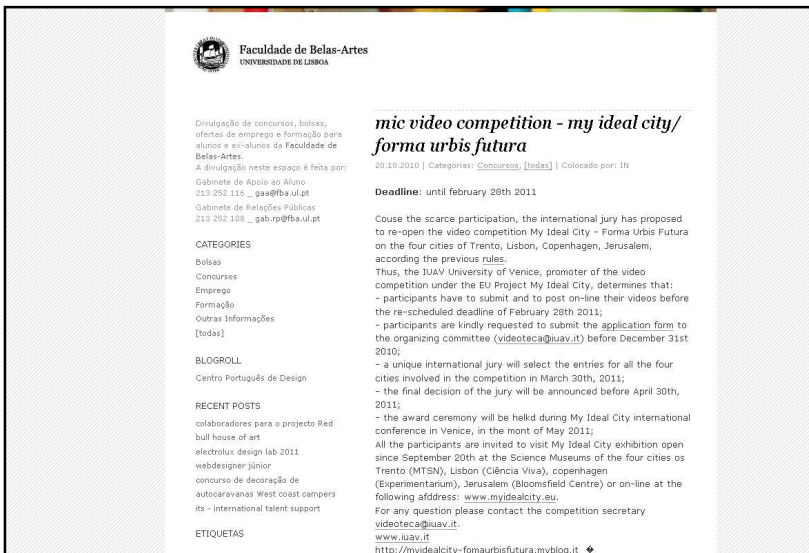 Faculdade de Belas-Artes
UNIVERSIDADE DE LISBOA
Divulgação de concursos, bolsas,
ofertas de emprego e formação para
alunos e ex-alunos da Faculdade de
Belas-Artes.
A divulgação neste espaço é feita por:
Gabinete de Apoio ao Aluno
213 252 116 _ gaa@fba.ul.pt
Gabinete de Relações Públicas
213 252 108 _ gab.rp@fba.ul.pt
CATEGORIES
Bolsas
Concursos
Emprego
Formação
Outras Informações
[todas]
BLOGROLL
Centro Português de Design
RECENT POSTS
colaboradores para o projecto Red
bull house of art
electrolux design lab 2011
webdesigner júnior
concurso de decoração de
autocaravanas West coast campers
its - international talent support
ETIQUETAS
mic video competition - my ideal city/
forma urbis futura
20.10.2010 | Categorias: Concursos, [todas] | Colocado por: IN
Deadline: until february 28th 2011
Couse the scarce participation, the international jury has proposed
to re-open the video competition My Ideal City - Forma Urbis Futura
on the four cities of Trento, Lisbon, Copenhagen, Jerusalem,
according the previous rules.
Thus, the IUAV University of Venice, promoter of the video
competition under the EU Project My Ideal City, determines that:
- participants have to submit and to post on-line their videos before
the re-scheduled deadline of February 28th 2011;
- participants are kindly requested to submit the application form to
the organizing committee (videoteca@iuav.it) before December 31st
2010;
- a unique international jury will select the entries for all the four
cities involved in the competition in March 30th, 2011;
- the final decision of the jury will be announced before April 30th,
2011;
- the award ceremony will be helkd during My Ideal City international
conference in Venice, in the mont of May 2011;
All the participants are invited to visit My Ideal City exhibition open
since September 20th at the Science Museums of the four cities os
Trento (MTSN), Lisbon (Ciência Viva), copenhagen
(Experimentarium), Jerusalem (Bloomsfield Centre) or on-line at the
following afddress: www.myidealcity.eu.
For any question please contact the competition secretary
videoteca@iuav.it.
www.iuav.it
http://myidealcity-fomaurbisfutura.myblog.it �